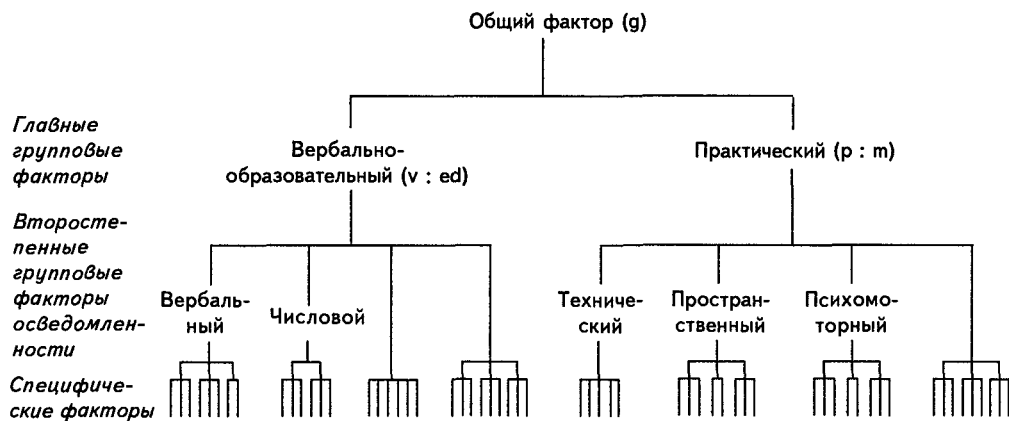 Общий фактор (g)
Главные
групповые
факторы
Вербально-
образовательный (v : ed)
Практический (p : m)
Второсте-
пенные
групповые
факторы
осведомлен-
ности
Вербаль-
ный
Числовой
Техниче-
ский
Простран-
ственный
Психомо-
торный
Специфиче-
ские факторы